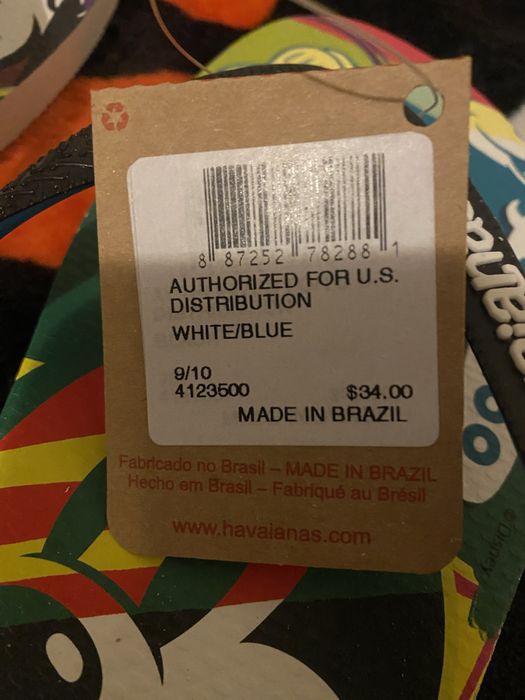 8 87252 78288 1
AUTHORIZED FOR U.S.
DISTRIBUTION
WHITE/BLUE
9/10
4123500 $34.00
MADE IN BRAZIL
Fabricado no Brasil – MADE IN BRAZIL
Hecho em Brasil – Fabriqué au Brésil
www.havaianas.com
©Disney